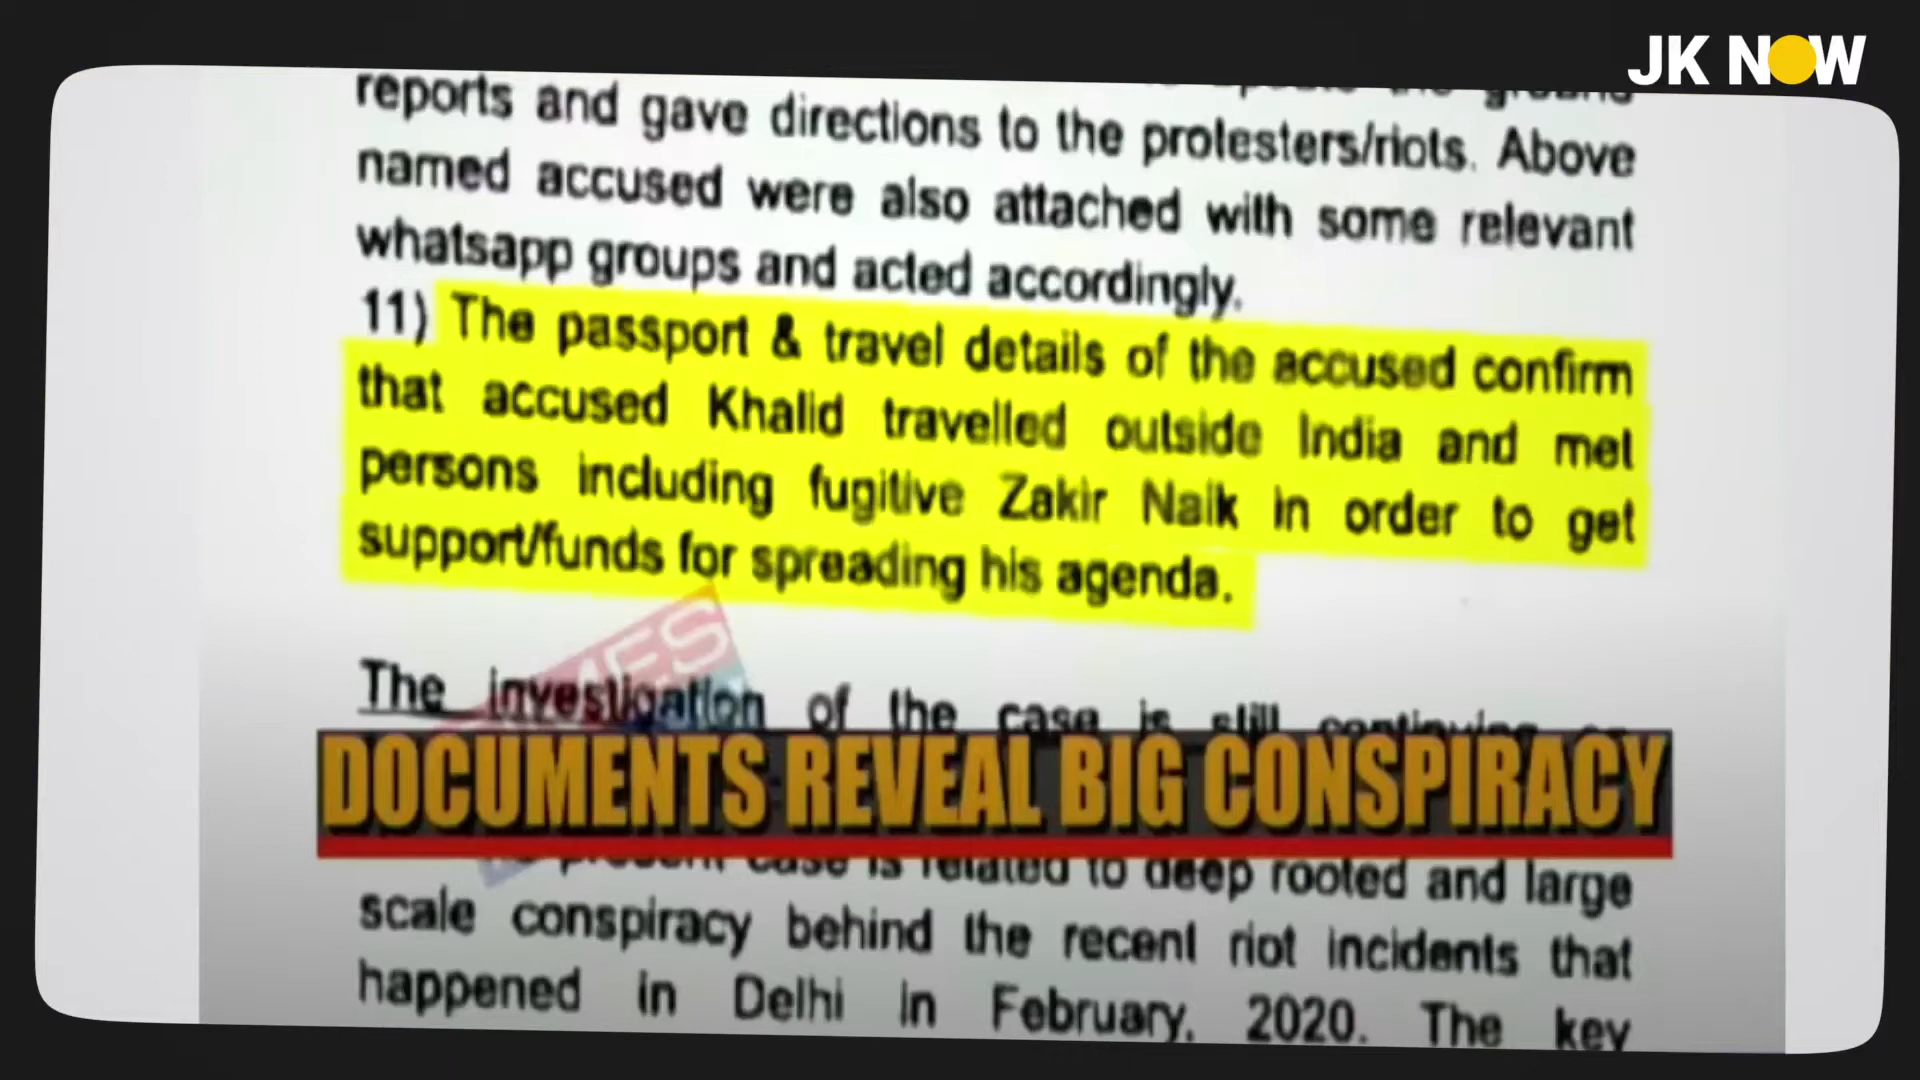 JK NOW
reports and gave directions to the protesters/riots. Above
named accused were also attached with some relevant
whatsapp groups and acted accordingly.
11) The passport & travel details of the accused confirm
that accused Khalid travelled outside India and met
persons including fugitive Zakir Naik in order to get
support/funds for spreading his agenda.
The investigation of the case is still continuing
DOCUMENTS REVEAL BIG CONSPIRACY
present case is related to deep rooted and large
scale conspiracy behind the recent riot incidents that
happened in Delhi in February, 2020. The key